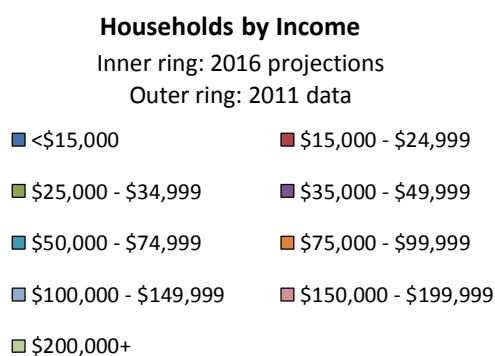 Households by Income
Inner ring: 2016 projections
Outer ring: 2011 data
<$15,000
$15,000 - $24,999
$25,000 - $34,999
$35,000 - $49,999
$50,000 - $74,999
$75,000 - $99,999
$100,000 - $149,999
$150,000 - $199,999
$200,000+